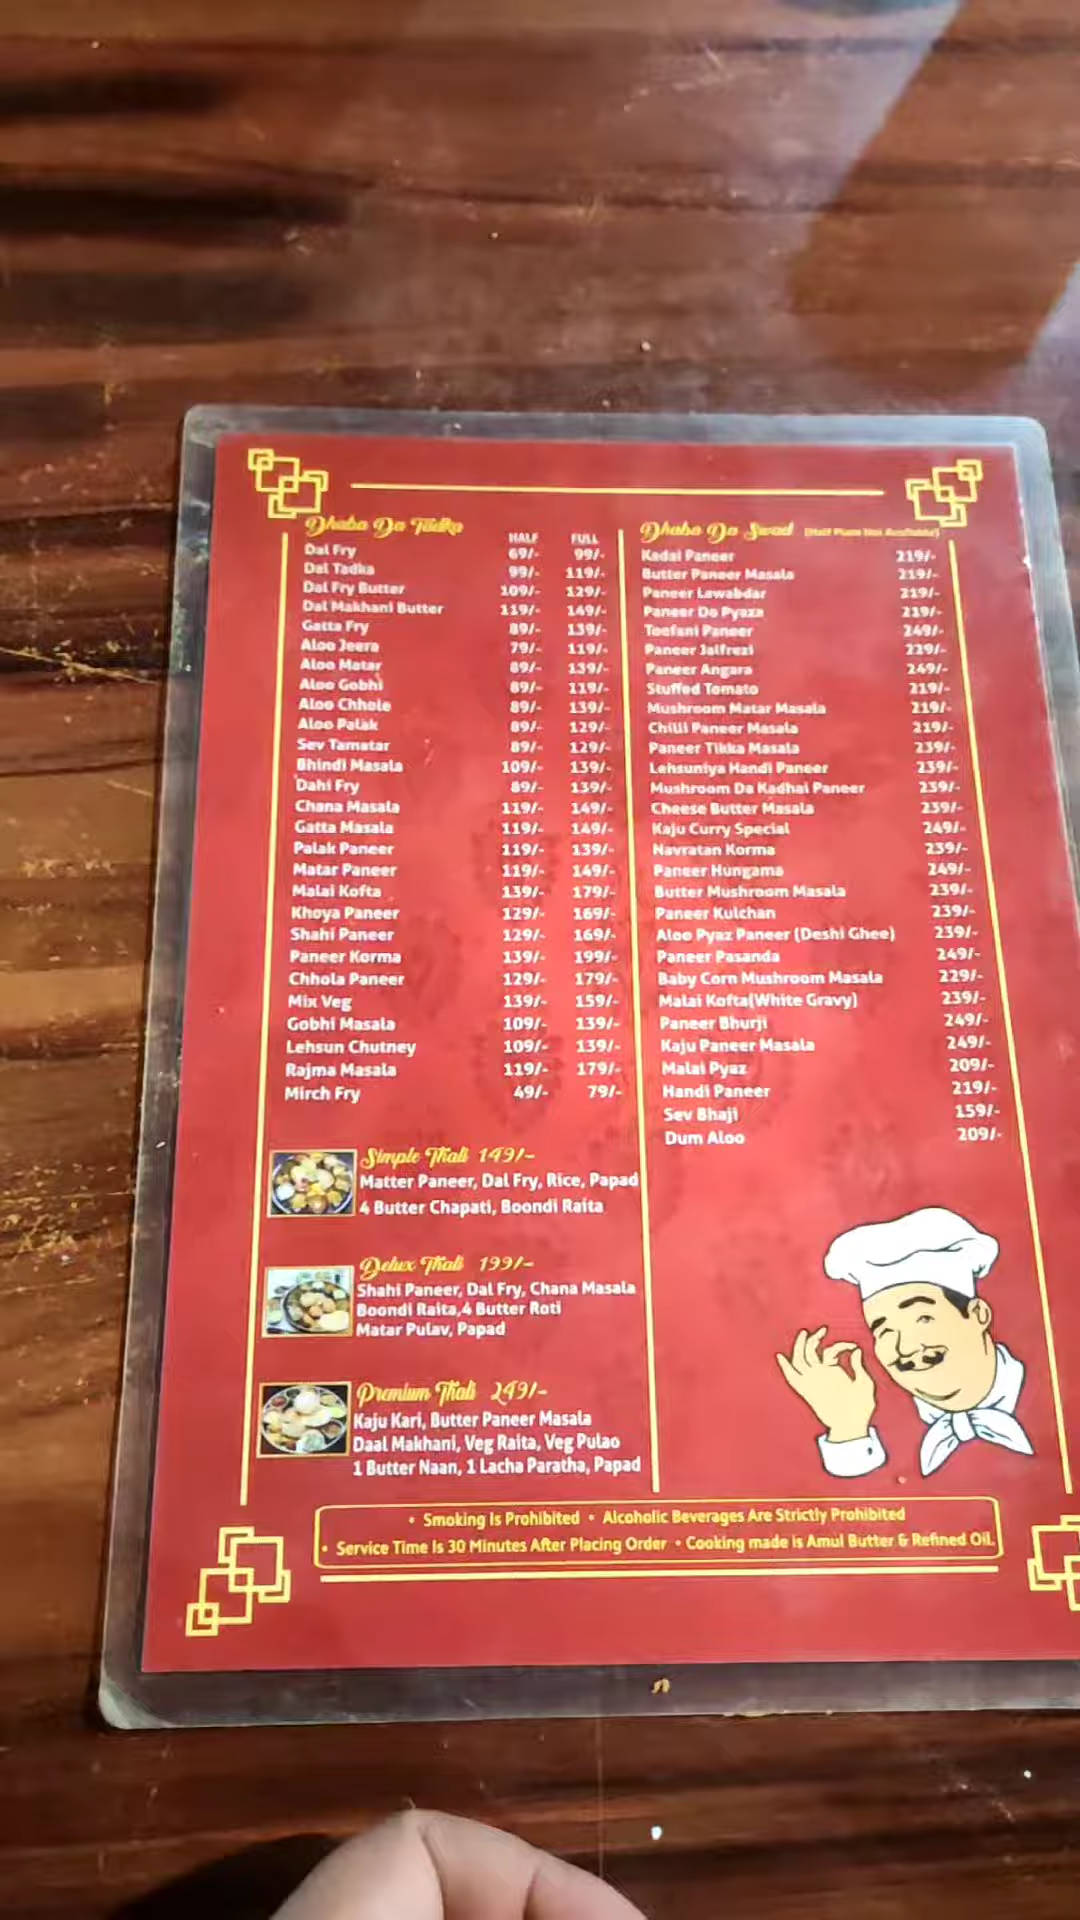 Dhaba Da Tadka
HALF FULL
Dal Fry 69/- 99/-
Dal Tadka 99/- 119/-
Dal Fry Butter 109/- 129/-
Dal Makhani Butter 119/- 149/-
Gatta Fry 89/- 139/-
Aloo Jeera 79/- 119/-
Aloo Matar 89/- 139/-
Aloo Gobhi 89/- 119/-
Aloo Chhole 89/- 139/-
Aloo Palak 89/- 129/-
Sev Tamatar 89/- 129/-
Bhindi Masala 109/- 139/-
Dahi Fry 89/- 139/-
Chana Masala 119/- 149/-
Gatta Masala 119/- 149/-
Palak Paneer 119/- 139/-
Matar Paneer 119/- 149/-
Malai Kofta 139/- 179/-
Khoya Paneer 129/- 169/-
Shahi Paneer 129/- 169/-
Paneer Korma 139/- 199/-
Chhola Paneer 129/- 179/-
Mix Veg 139/- 159/-
Gobhi Masala 109/- 139/-
Lehsun Chutney 109/- 139/-
Rajma Masala 119/- 179/-
Mirch Fry 49/- 79/-
Simple Thali 149/-
Matter Paneer, Dal Fry, Rice, Papad
4 Butter Chapati, Boondi Raita
Delux Thali 199/-
Shahi Paneer, Dal Fry, Chana Masala
Boondi Raita,4 Butter Roti
Matar Pulav, Papad
Premium Thali 249/-
Kaju Kari, Butter Paneer Masala
Daal Makhani, Veg Raita, Veg Pulao
1 Butter Naan, 1 Lacha Paratha, Papad
Dhaba Da Swad (Half Plate Not Available)
Kadai Paneer 219/-
Butter Paneer Masala 219/-
Paneer Lawabdar 219/-
Paneer Do Pyaza 219/-
Toofani Paneer 249/-
Paneer Jalfrezi 229/-
Paneer Angara 249/-
Stuffed Tomato 219/-
Mushroom Matar Masala 219/-
Chilli Paneer Masala 219/-
Paneer Tikka Masala 239/-
Lehsuniya Handi Paneer 239/-
Mushroom Da Kadhai Paneer 239/-
Cheese Butter Masala 239/-
Kaju Curry Special 249/-
Navratan Korma 239/-
Paneer Hungama 249/-
Butter Mushroom Masala 239/-
Paneer Kulchan 239/-
Aloo Pyaz Paneer (Deshi Ghee) 239/-
Paneer Pasanda 249/-
Baby Corn Mushroom Masala 229/-
Malai Kofta(White Gravy) 239/-
Paneer Bhurji 249/-
Kaju Paneer Masala 249/-
Malai Pyaz 209/-
Handi Paneer 219/-
Sev Bhaji 159/-
Dum Aloo 209/-
• Smoking Is Prohibited • Alcoholic Beverages Are Strictly Prohibited
• Service Time Is 30 Minutes After Placing Order • Cooking made is Amul Butter & Refined Oil.